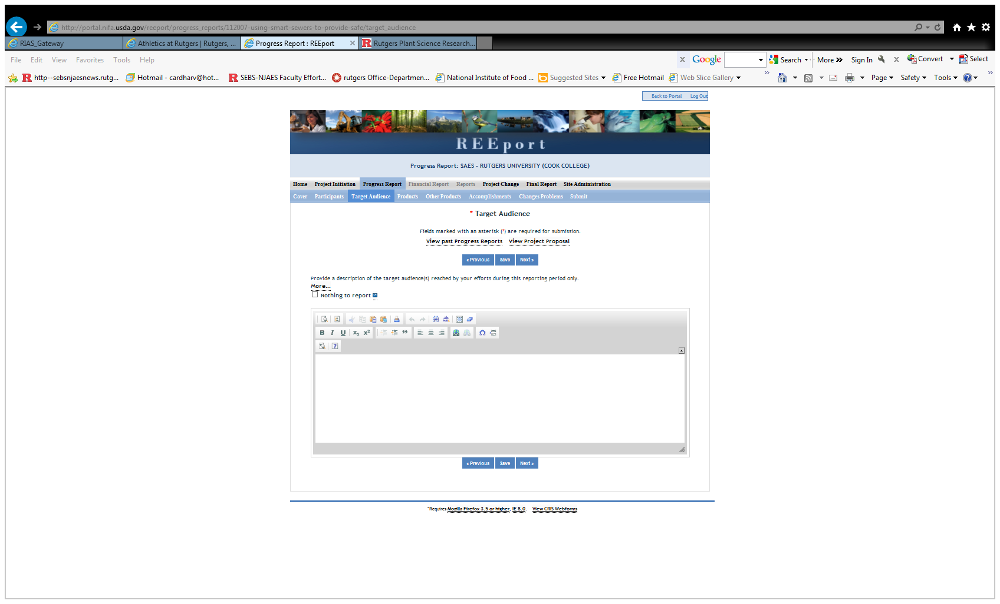 http://portal.nifa.usda.gov/reeport/progress_reports/112007-using-smart-sewers-to-provide-safe/target_audience
RIAS_Gateway Athletics at Rutgers | Rutgers, ... Progress Report : REEport Rutgers Plant Science Research...
File Edit View Favorites Tools Help x Google Search More » Sign In x Convert Select
http--sebsnjaesnews.rutg... Hotmail - cardharv@hot... SEBS-NJAES Faculty Effort... rutgers Office-Departmen... National Institute of Food ... Suggested Sites Free Hotmail Web Slice Gallery » Page Safety Tools »
Back to Portal Log Out
REEport
Progress Report: SAES - RUTGERS UNIVERSITY (COOK COLLEGE)
Home Project Initiation Progress Report Financial Report Reports Project Change Final Report Site Administration
Cover Participants Target Audience Products Other Products Accomplishments Changes Problems Submit
* Target Audience
Fields marked with an asterisk (*) are required for submission.
View past Progress Reports View Project Proposal
« Previous Save Next »
Provide a description of the target audience(s) reached by your efforts during this reporting period only.
More...
Nothing to report
B I U x₂ x²
« Previous Save Next »
*Requires Mozilla Firefox 3.5 or higher, IE 8.0. View CRIS Webforms